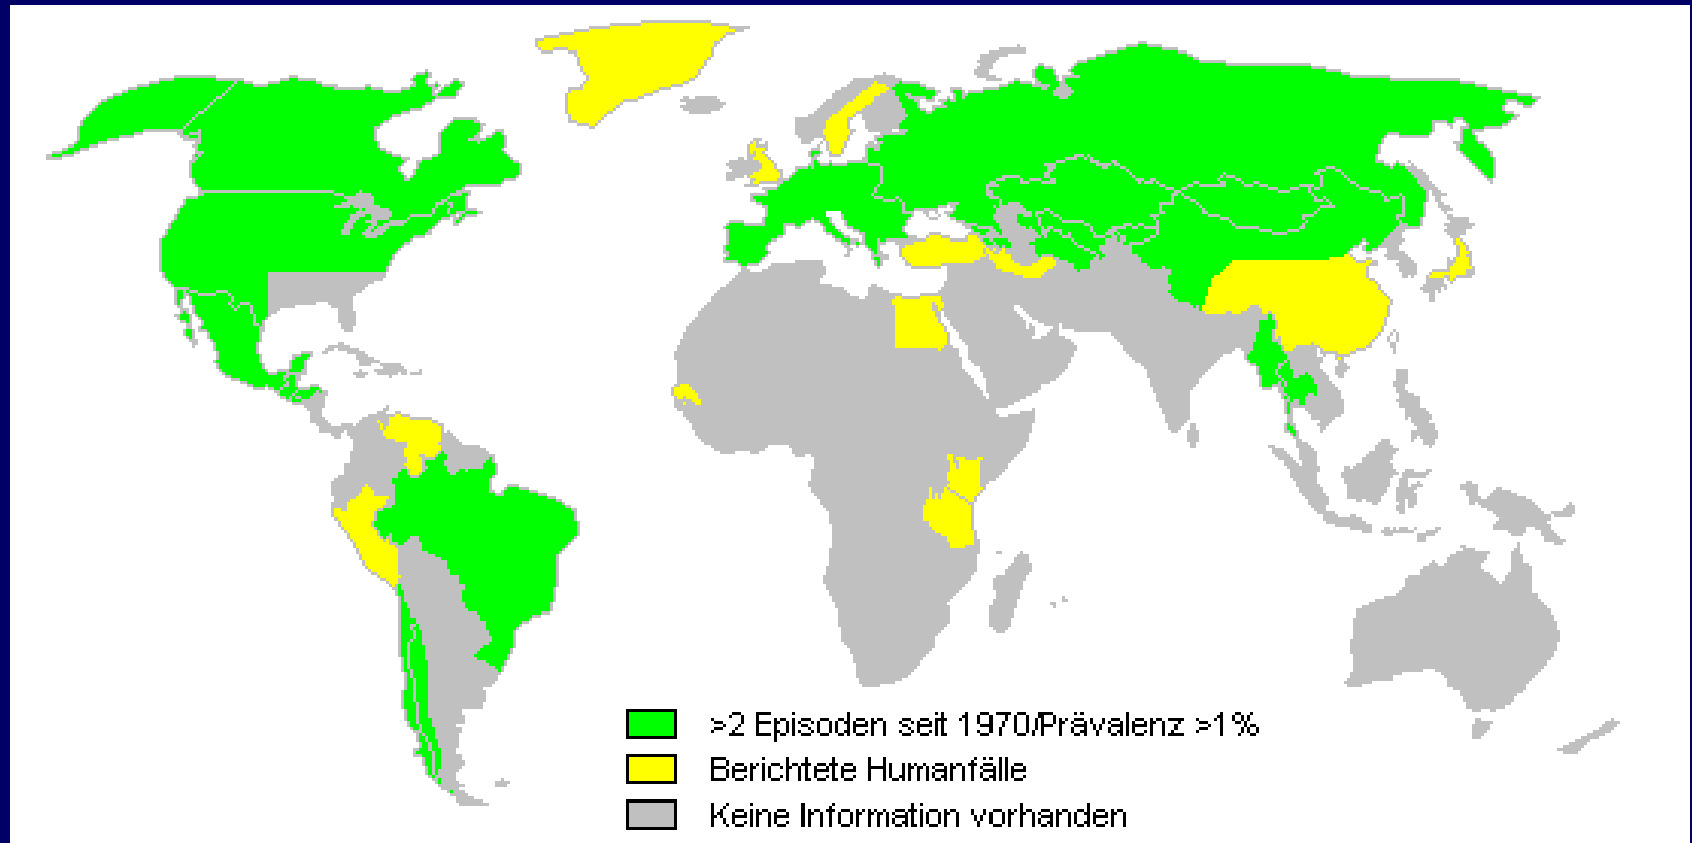 >2 Episoden seit 1970/Prävalenz >1%
Berichtete Humanfälle
Keine Information vorhanden